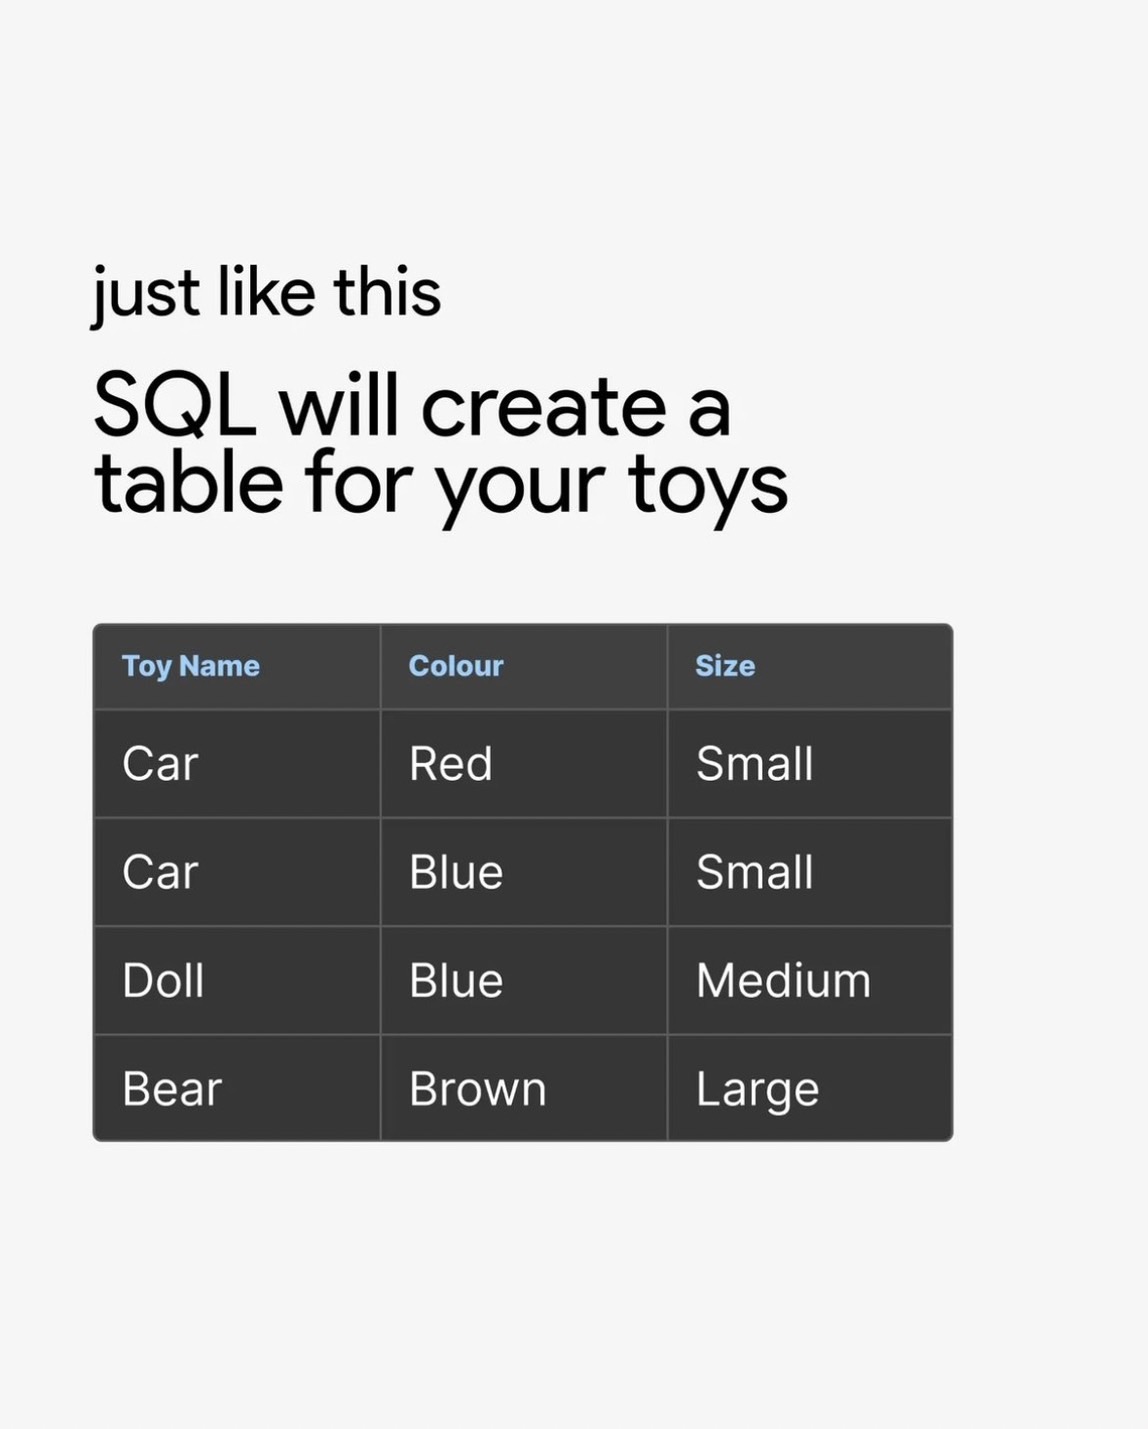 just like this
SQL will create a
table for your toys
Toy Name Colour Size
Car Red Small
Car Blue Small
Doll Blue Medium
Bear Brown Large